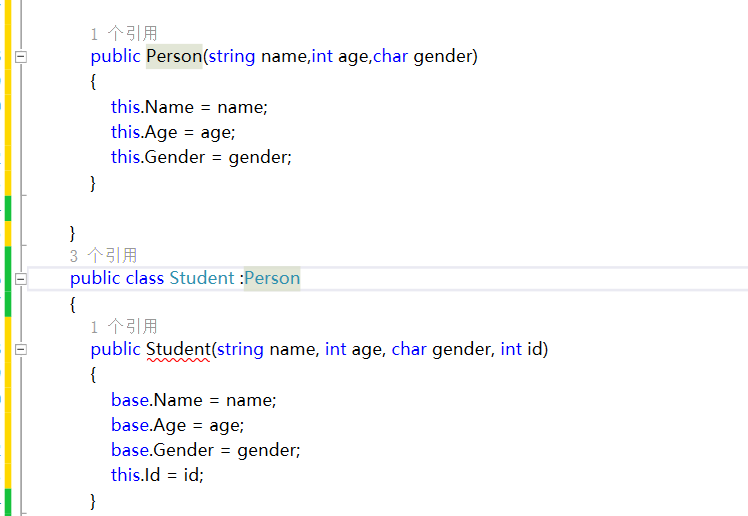 1 个引用
public Person(string name,int age,char gender)
{
this.Name = name;
this.Age = age;
this.Gender = gender;
}
}
3 个引用
public class Student :Person
{
1 个引用
public Student(string name, int age, char gender, int id)
{
base.Name = name;
base.Age = age;
base.Gender = gender;
this.Id = id;
}